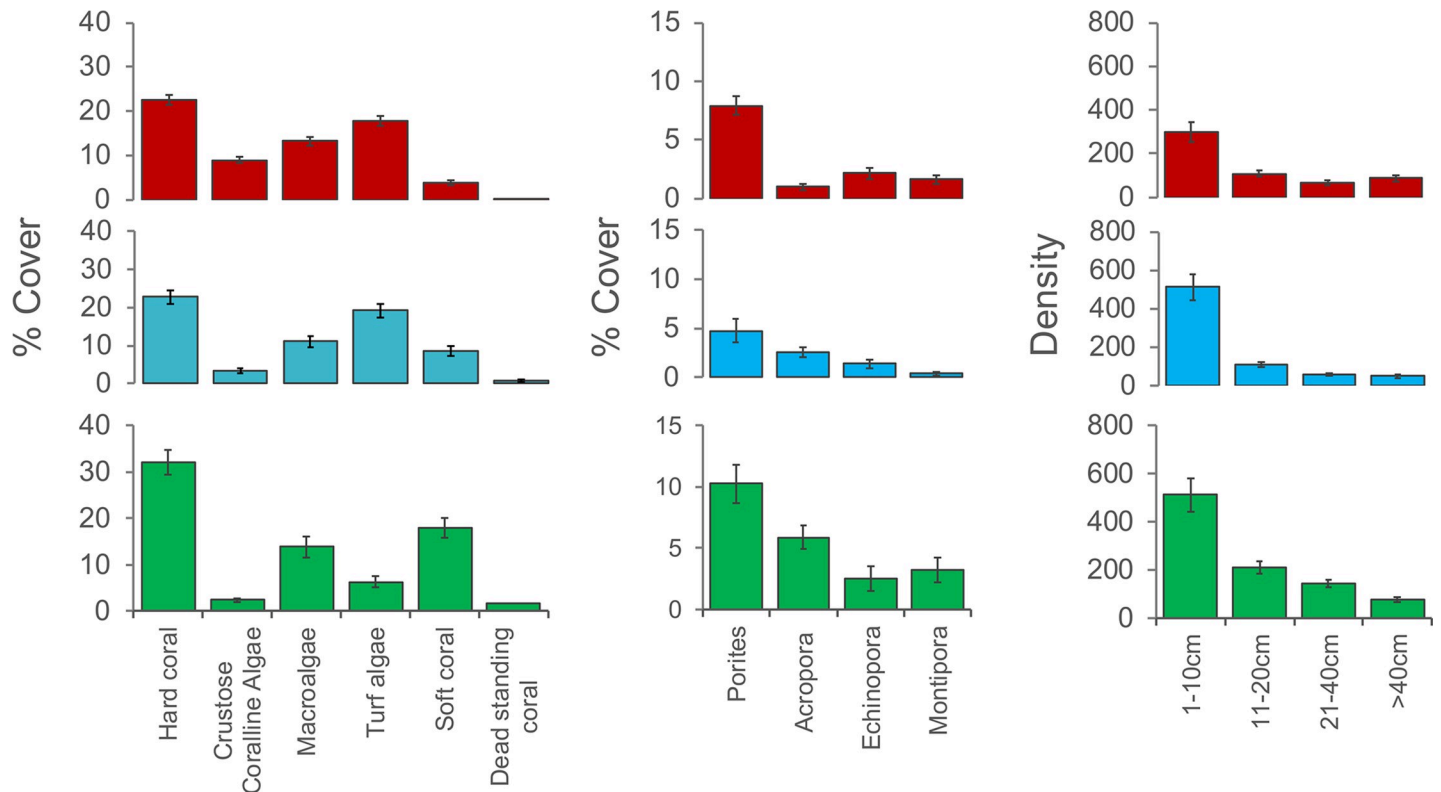 40
30
20
10
0
40
30
20
10
0
40
30
20
10
0
% Cover
Hard coral
Crustose
Coralline Algae
Macroalgae
Turf algae
Soft coral
Dead standing
coral
15
10
5
0
15
10
5
0
15
10
5
0
% Cover
Porites
Acropora
Echinopora
Montipora
800
600
400
200
0
800
600
400
200
0
800
600
400
200
0
Density
1-10cm
11-20cm
21-40cm
>40cm